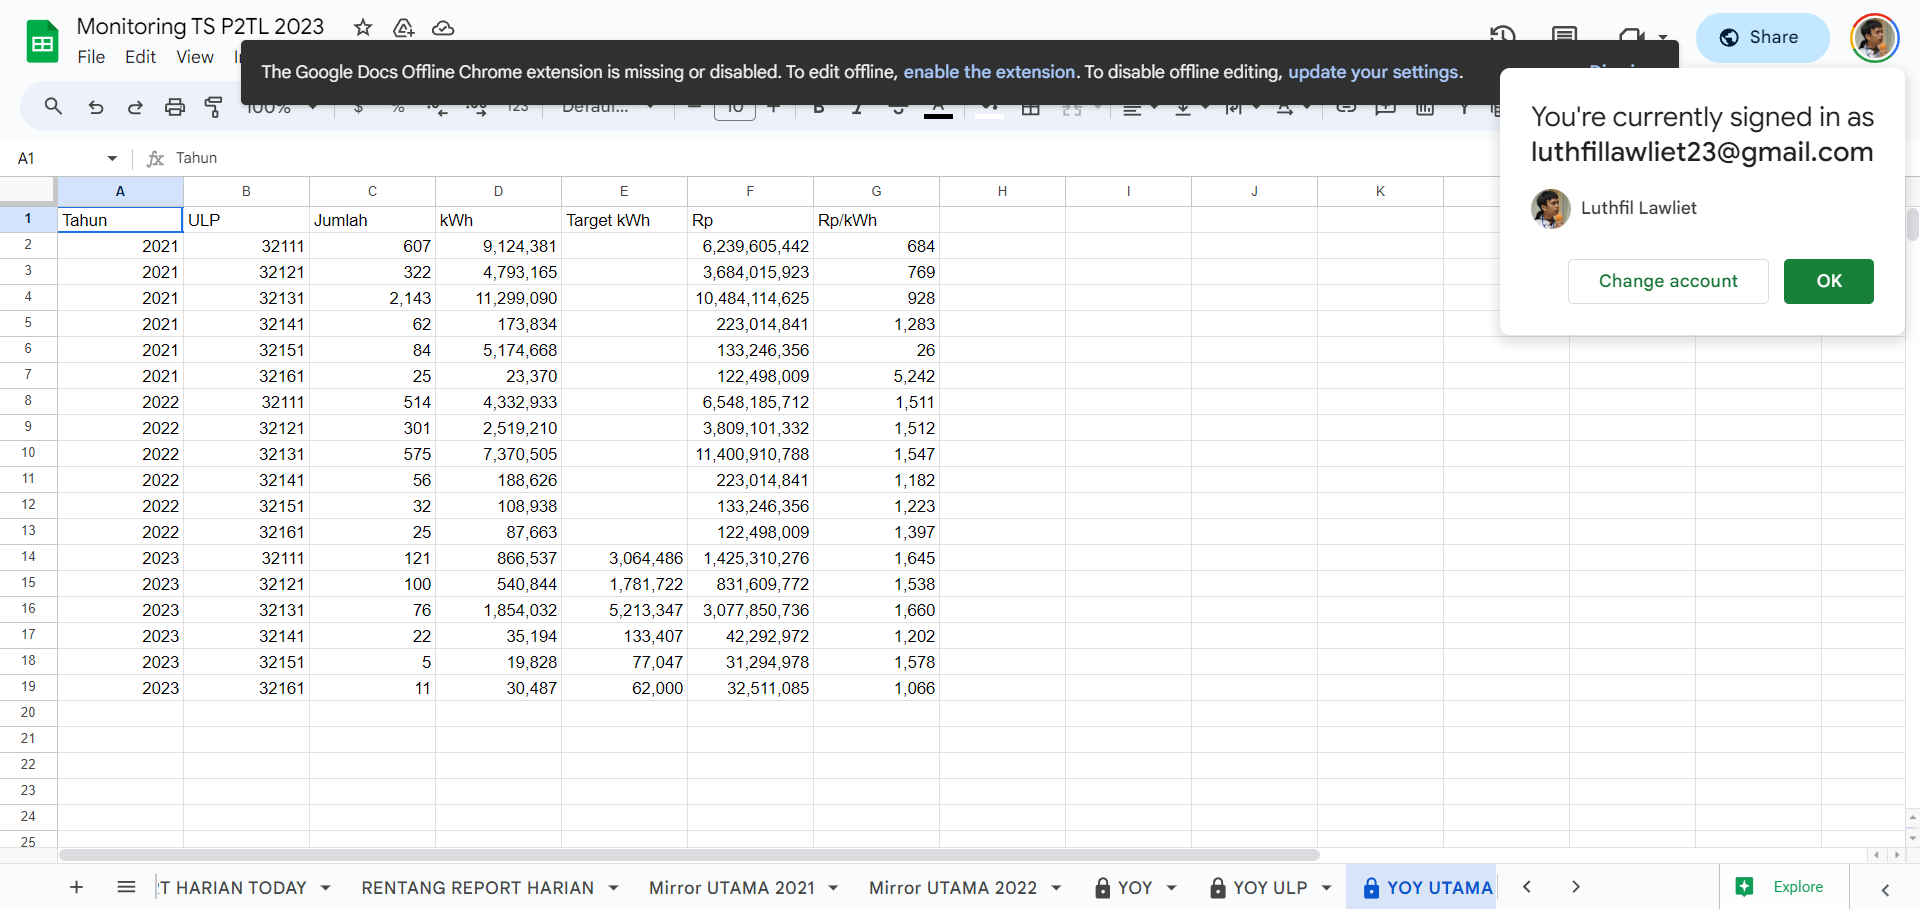 Monitoring TS P2TL 2023
File Edit View
Share
The Google Docs Offline Chrome extension is missing or disabled. To edit offline, enable the extension. To disable offline editing, update your settings.
100% $ % 123 Defaul... 10 B I A
You're currently signed in as
luthfillawliet23@gmail.com
Luthfil Lawliet
Change account OK
A1 fx Tahun
A B C D E F G H I J K
1 Tahun ULP Jumlah kWh Target kWh Rp Rp/kWh
2 2021 32111 607 9,124,381 6,239,605,442 684
3 2021 32121 322 4,793,165 3,684,015,923 769
4 2021 32131 2,143 11,299,090 10,484,114,625 928
5 2021 32141 62 173,834 223,014,841 1,283
6 2021 32151 84 5,174,668 133,246,356 26
7 2021 32161 25 23,370 122,498,009 5,242
8 2022 32111 514 4,332,933 6,548,185,712 1,511
9 2022 32121 301 2,519,210 3,809,101,332 1,512
10 2022 32131 575 7,370,505 11,400,910,788 1,547
11 2022 32141 56 188,626 223,014,841 1,182
12 2022 32151 32 108,938 133,246,356 1,223
13 2022 32161 25 87,663 122,498,009 1,397
14 2023 32111 121 866,537 3,064,486 1,425,310,276 1,645
15 2023 32121 100 540,844 1,781,722 831,609,772 1,538
16 2023 32131 76 1,854,032 5,213,347 3,077,850,736 1,660
17 2023 32141 22 35,194 133,407 42,292,972 1,202
18 2023 32151 5 19,828 77,047 31,294,978 1,578
19 2023 32161 11 30,487 62,000 32,511,085 1,066
20
21
22
23
24
25
T HARIAN TODAY RENTANG REPORT HARIAN Mirror UTAMA 2021 Mirror UTAMA 2022 YOY YOY ULP YOY UTAMA Explore